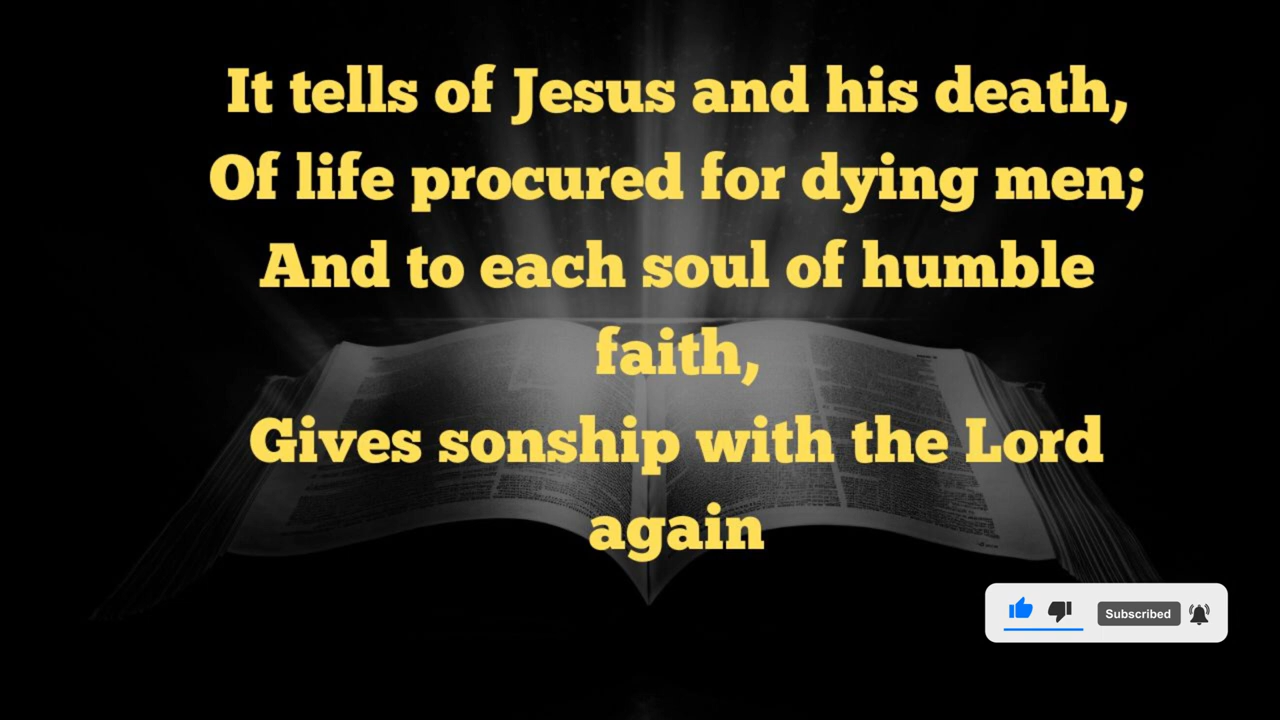 It tells of Jesus and his death,
Of life procured for dying men;
And to each soul of humble
faith,
Gives sonship with the Lord
again
Subscribed